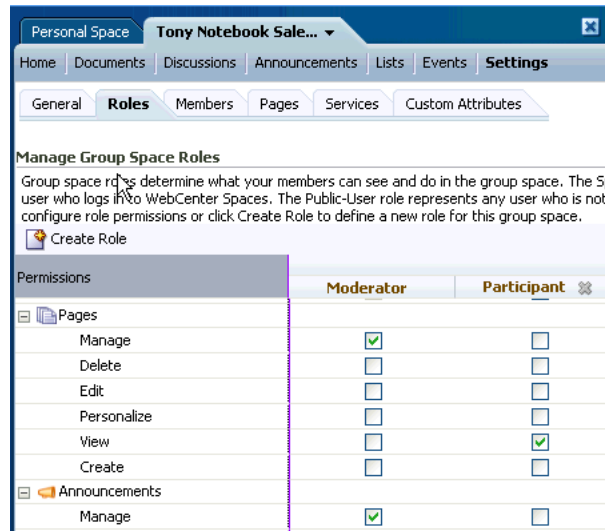 Personal Space Tony Notebook Sale...
Home Documents Discussions Announcements Lists Events Settings
General Roles Members Pages Services Custom Attributes
Manage Group Space Roles
Group space roles determine what your members can see and do in the group space. The S
user who logs into WebCenter Spaces. The Public-User role represents any user who is not
configure role permissions or click Create Role to define a new role for this group space.
Create Role
Permissions Moderator Participant
Pages
Manage
Delete
Edit
Personalize
View
Create
Announcements
Manage